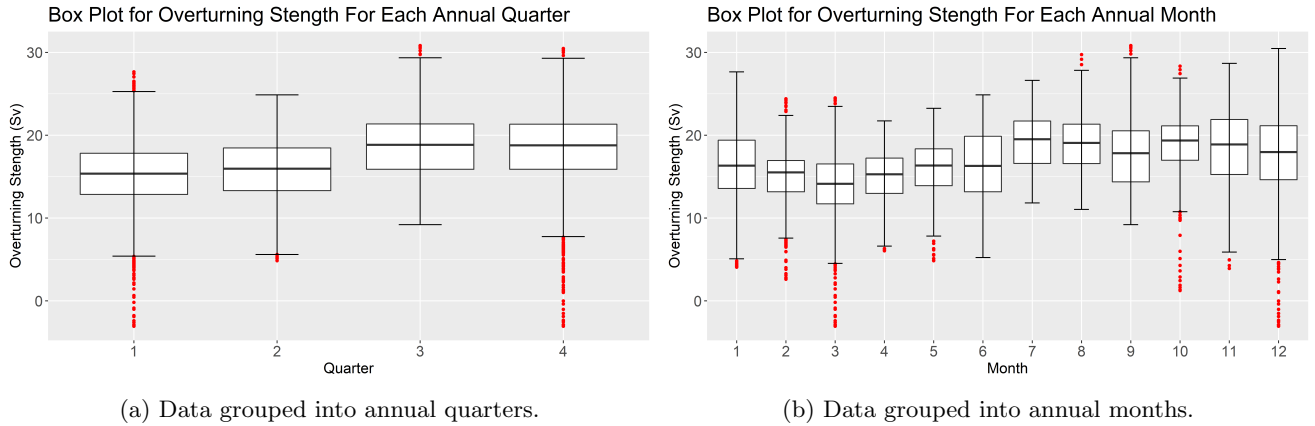 Box Plot for Overturning Stength For Each Annual Quarter
30
20
10
0
Overturning Stength (Sv)
1 2 3 4
Quarter
(a) Data grouped into annual quarters.
Box Plot for Overturning Stength For Each Annual Month
30
20
10
0
Overturning Stength (Sv)
1 2 3 4 5 6 7 8 9 10 11 12
Month
(b) Data grouped into annual months.